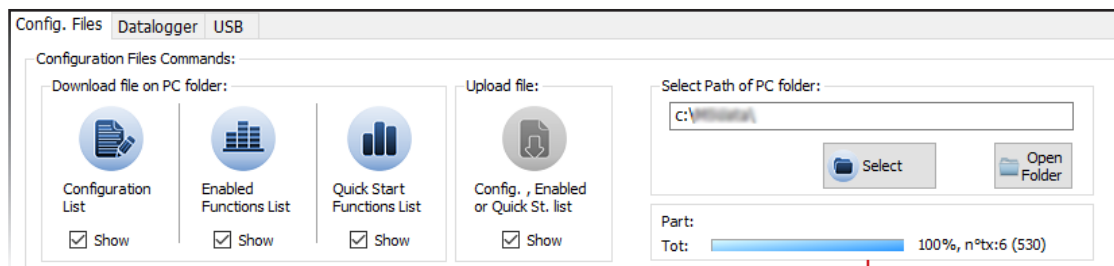 Config. Files Datalogger USB
Configuration Files Commands:
Download file on PC folder:
Configuration
List
Show
Enabled
Functions List
Show
Quick Start
Functions List
Show
Upload file:
Config. , Enabled
or Quick St. list
Show
Select Path of PC folder:
c:\
Select
Open
Folder
Part:
Tot: 100%, n°tx:6 (530)